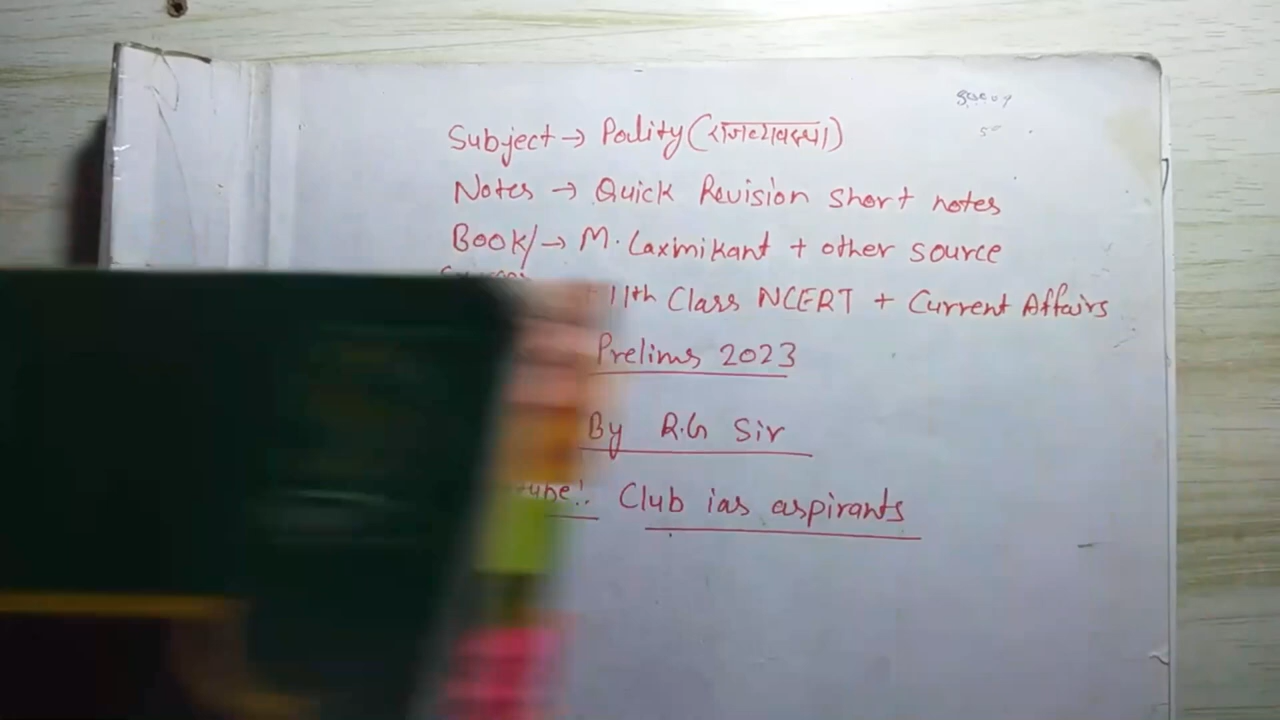 Subject → Polity (राजव्यवस्था)
Notes → Quick Revision short notes
Book/ → M. Laxmikant + other source
11th Class NCERT + Current Affairs
Prelims 2023
By R.G Sir
Club ias aspirants